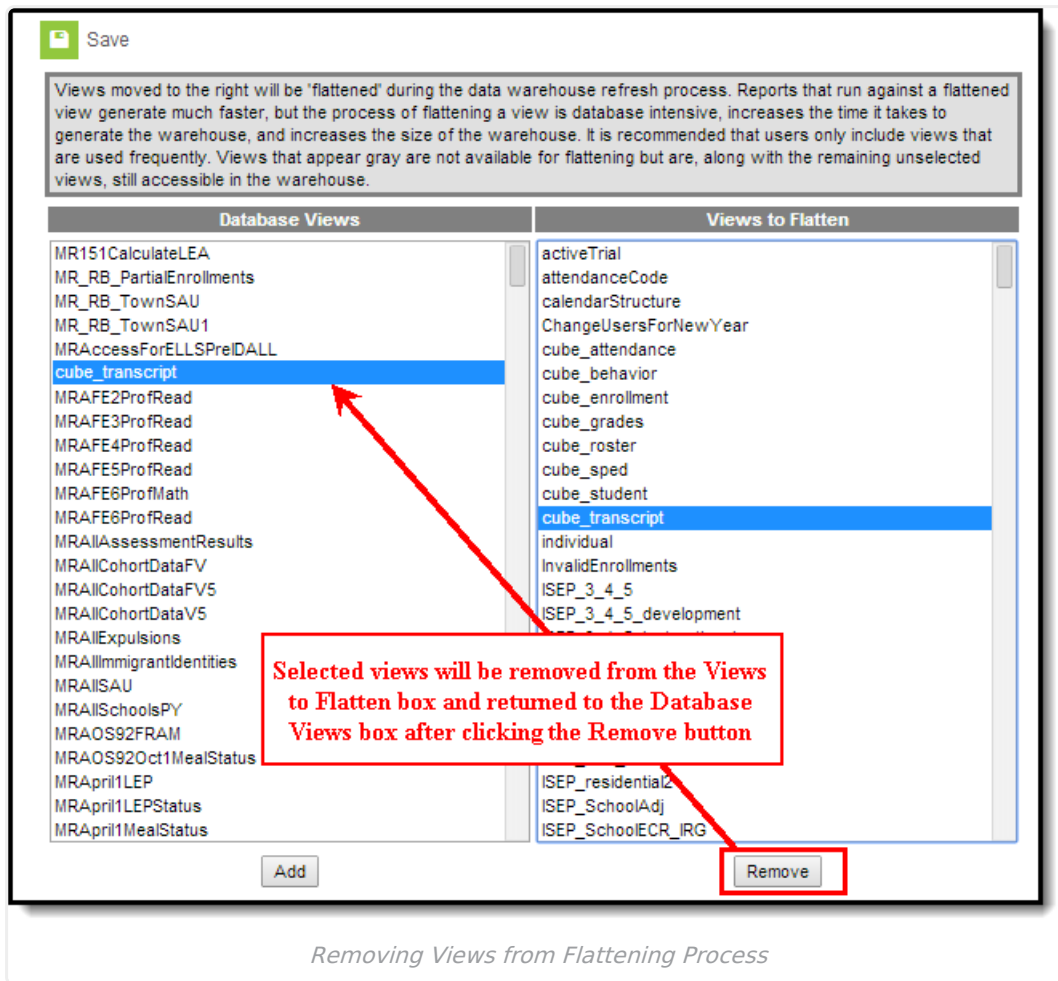 Save
Views moved to the right will be 'flattened' during the data warehouse refresh process. Reports that run against a flattened
view generate much faster, but the process of flattening a view is database intensive, increases the time it takes to
generate the warehouse, and increases the size of the warehouse. It is recommended that users only include views that
are used frequently. Views that appear gray are not available for flattening but are, along with the remaining unselected
views, still accessible in the warehouse.
Database Views
MR151CalculateLEA
MR_RB_PartialEnrollments
MR_RB_TownSAU
MR_RB_TownSAU1
MRAccessForELLSPreIDALL
cube_transcript
MRAFE2ProfRead
MRAFE3ProfRead
MRAFE4ProfRead
MRAFE5ProfRead
MRAFE6ProfMath
MRAFE6ProfRead
MRAllAssessmentResults
MRAllCohortDataFV
MRAllCohortDataFV5
MRAllCohortDataV5
MRAllExpulsions
MRAllImmigrantIdentities
MRAllSAU
MRAllSchoolsPY
MRAOS92FRAM
MRAOS92Oct1MealStatus
MRApril1LEP
MRApril1LEPStatus
MRApril1MealStatus
Add
Views to Flatten
activeTrial
attendanceCode
calendarStructure
ChangeUsersForNewYear
cube_attendance
cube_behavior
cube_enrollment
cube_grades
cube_roster
cube_sped
cube_student
cube_transcript
individual
InvalidEnrollments
ISEP_3_4_5
ISEP_3_4_5_development
ISEP_residential2
ISEP_SchoolAdj
ISEP_SchoolECR_IRG
Remove
Selected views will be removed from the Views
to Flatten box and returned to the Database
Views box after clicking the Remove button
Removing Views from Flattening Process